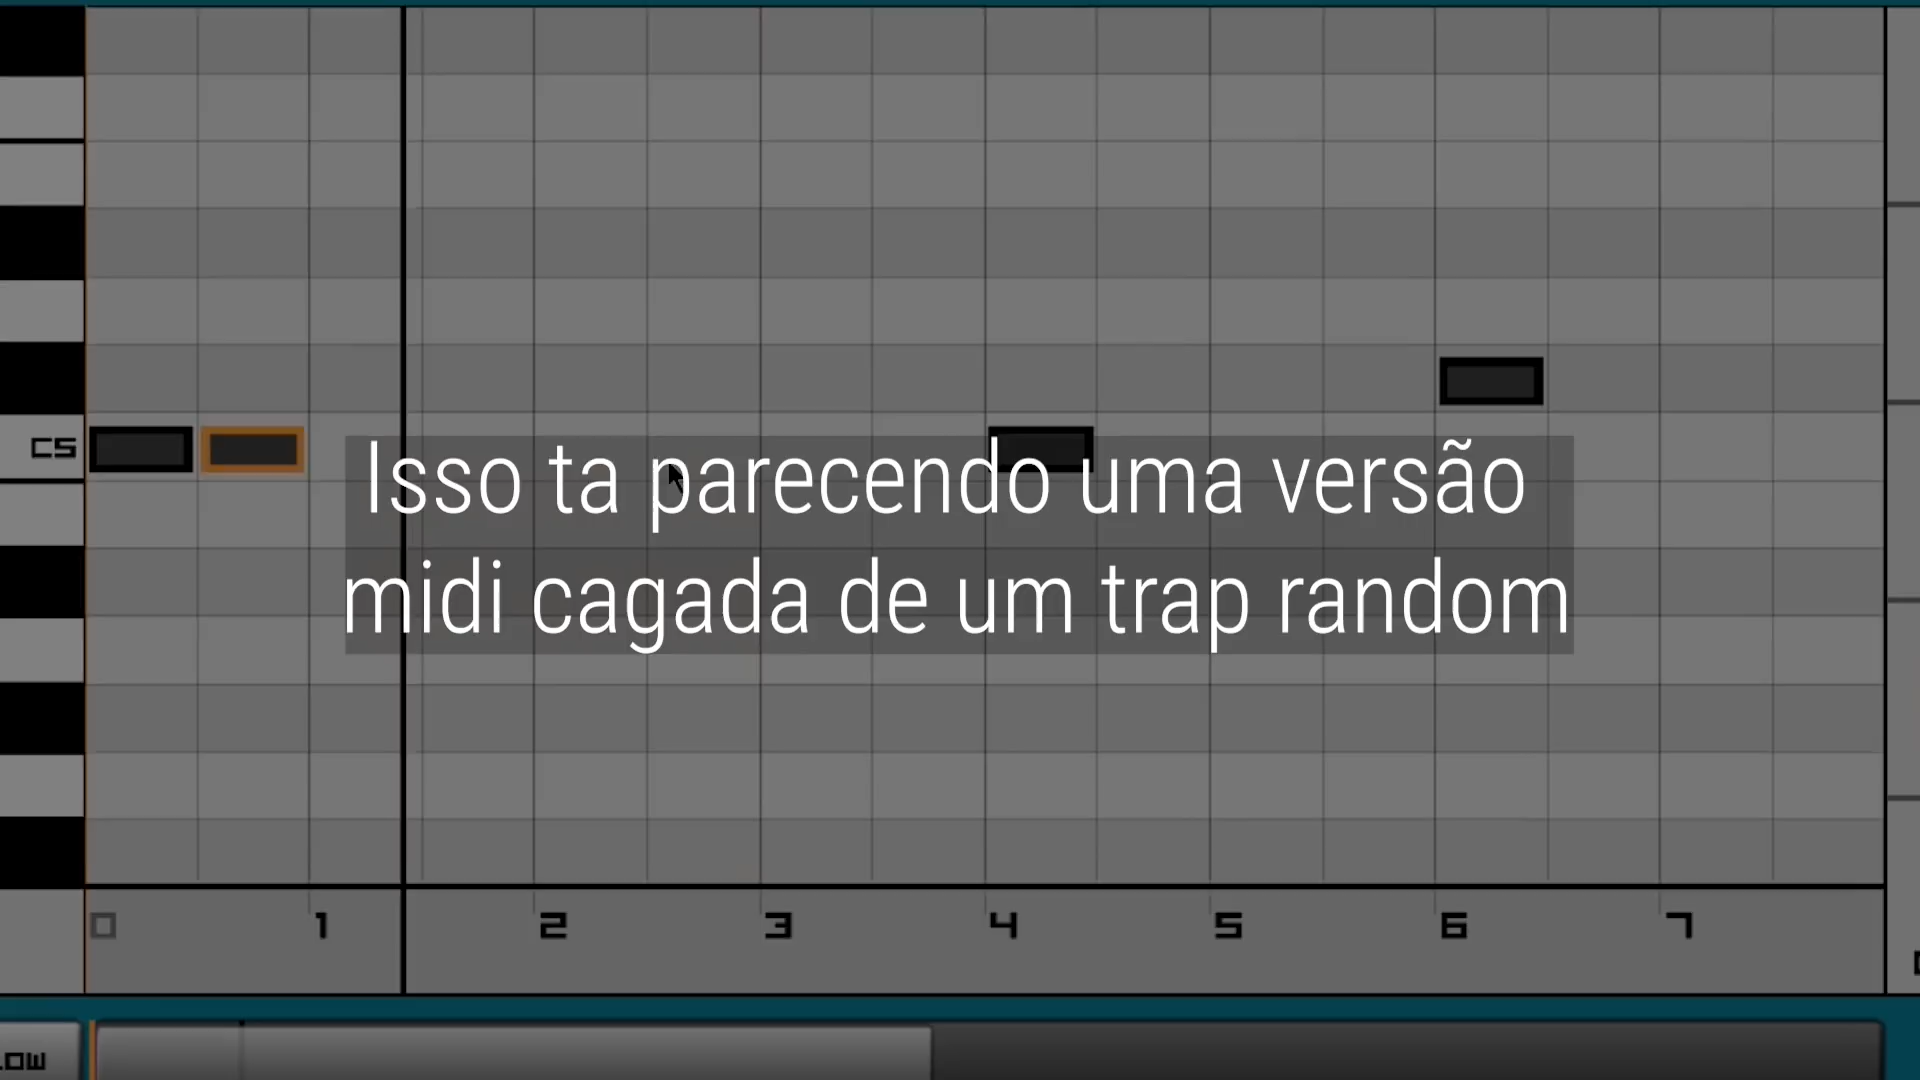 C5
Isso ta parecendo uma versão
midi cagada de um trap random
0 1 2 3 4 5 6 7
LOW